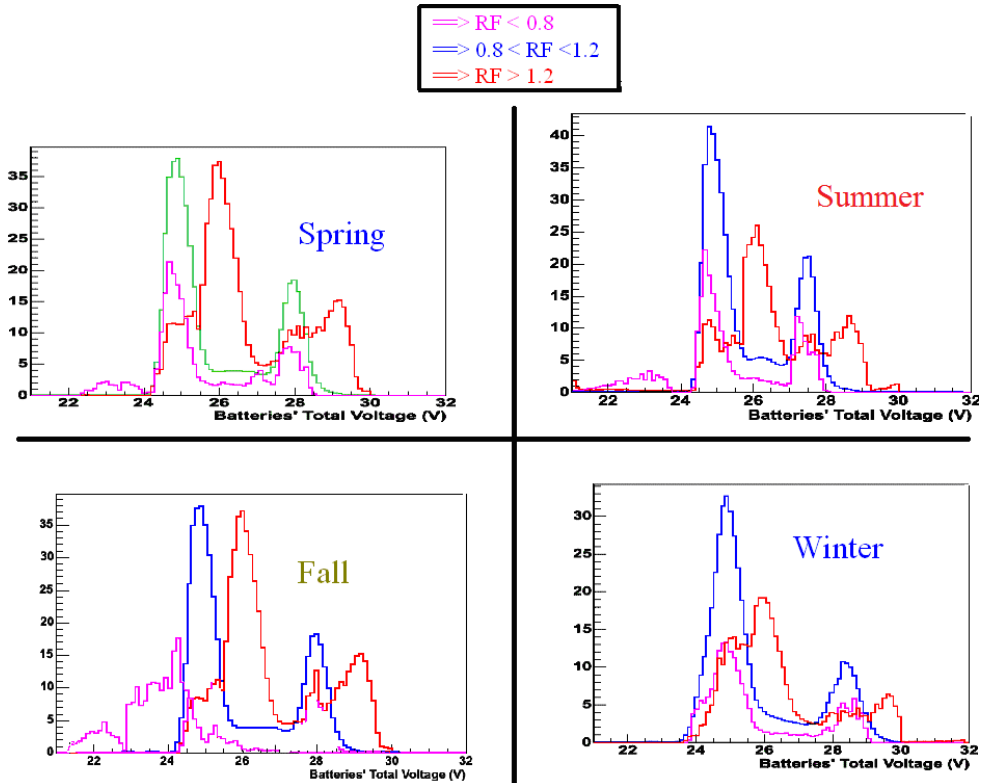 ==> RF < 0.8
==> 0.8 < RF <1.2
==> RF > 1.2
35
30
25
20
15
10
5
0
Spring
22 24 26 28 30 32
Batteries' Total Voltage (V)
40
35
30
25
20
15
10
5
0
Summer
22 24 26 28 30 32
Batteries' Total Voltage (V)
35
30
25
20
15
10
5
0
Fall
22 24 26 28 30 32
Batteries' Total Voltage (V)
30
25
20
15
10
5
0
Winter
22 24 26 28 30 32
Batteries' Total Voltage (V)